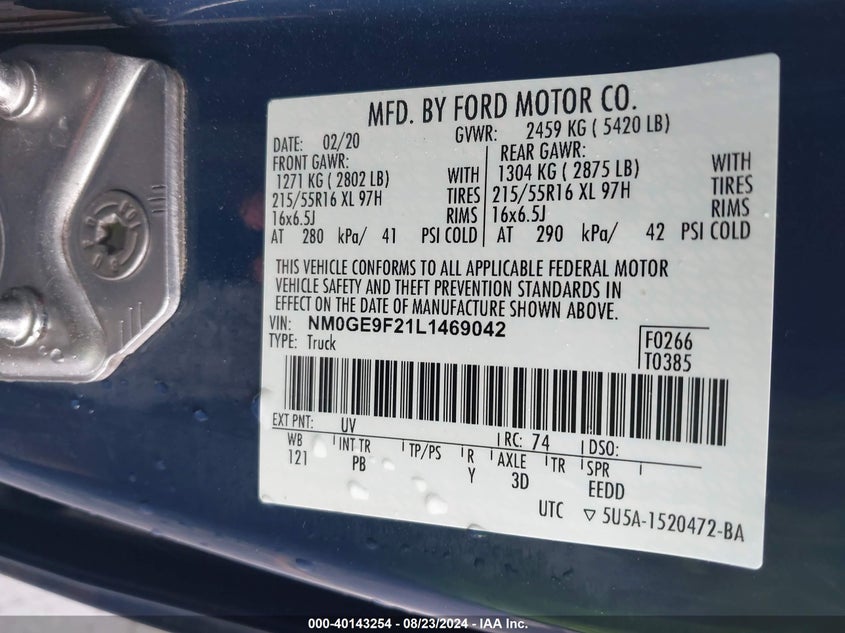 MFD. BY FORD MOTOR CO.
DATE: 02/20 GVWR: 2459 KG ( 5420 LB)
FRONT GAWR: REAR GAWR:
1271 KG ( 2802 LB) WITH 1304 KG ( 2875 LB) WITH
215/55R16 XL 97H TIRES 215/55R16 XL 97H TIRES
16x6.5J RIMS 16x6.5J RIMS
AT 280 kPa/ 41 PSI COLD AT 290 kPa/ 42 PSI COLD
THIS VEHICLE CONFORMS TO ALL APPLICABLE FEDERAL MOTOR
VEHICLE SAFETY AND THEFT PREVENTION STANDARDS IN
EFFECT ON THE DATE OF MANUFACTURE SHOWN ABOVE.
VIN: NM0GE9F21L1469042
TYPE: Truck
F0266
T0385
EXT PNT: UV RC: 74 DSO:
WB INT TR TP/PS R AXLE TR SPR
121 PB Y 3D EEDD
UTC ▽ 5U5A-1520472-BA
000-40143254 - 08/23/2024 - IAA Inc.